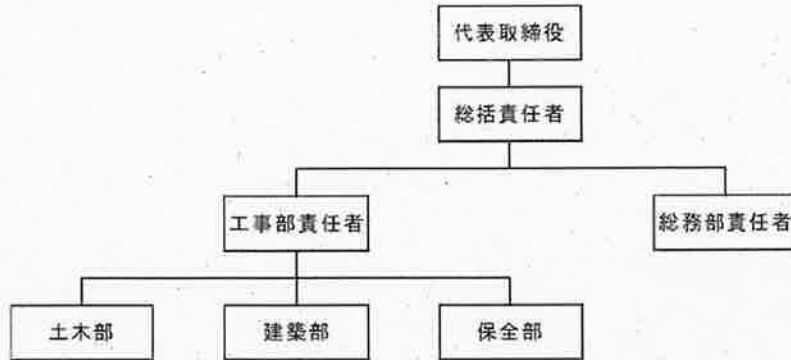 代表取締役
総括責任者
工事部責任者
総務部責任者
土木部
建築部
保全部